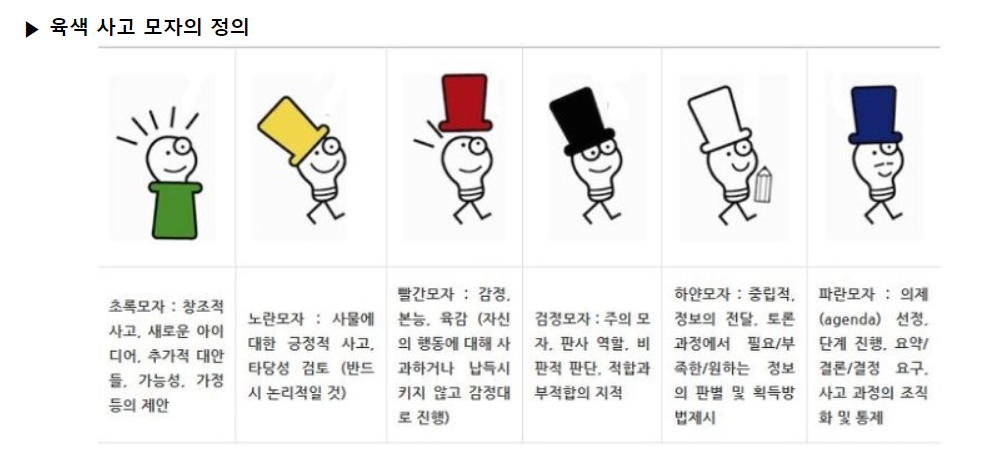 ▶ 육색 사고 모자의 정의
초록모자 : 창조적
사고, 새로운 아이
디어, 추가적 대안
들, 가능성, 가정
등의 제안
노란모자 : 사물에
대한 긍정적 사고,
타당성 검토 (반드
시 논리적일 것)
빨간모자 : 감정,
본능, 육감 (자신
의 행동에 대해 사
과하거나 납득시
키지 않고 감정대
로 진행)
검정모자 : 주의 모
자, 판사 역할, 비
판적 판단, 적합과
부적합의 지적
하얀모자 : 중립적,
정보의 전달, 토론
과정에서 필요/부
족한/원하는 정보
의 판별 및 획득방
법제시
파란모자 : 의제
(agenda) 선정,
단계 진행, 요약/
결론/결정 요구,
사고 과정의 조직
화 및 통제